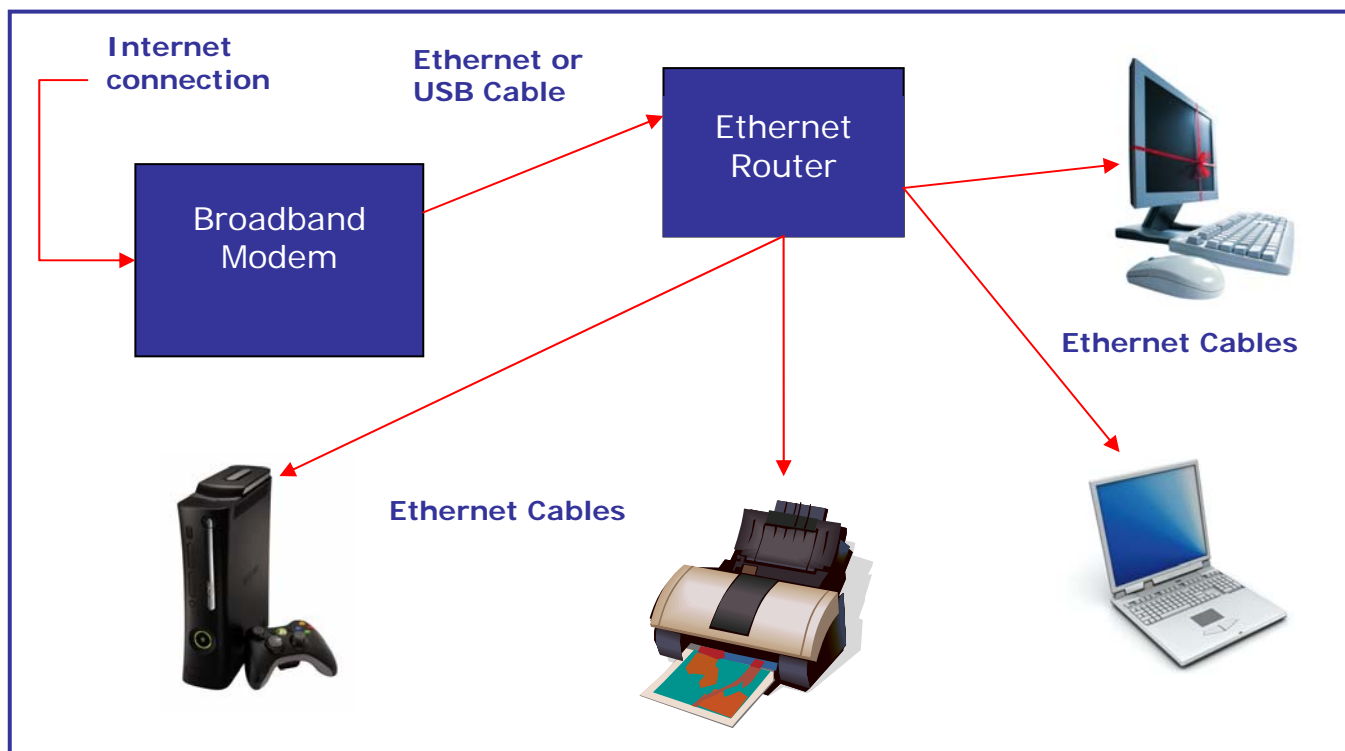 Internet
connection
Ethernet or
USB Cable
Ethernet
Router
Broadband
Modem
Ethernet Cables
Ethernet Cables